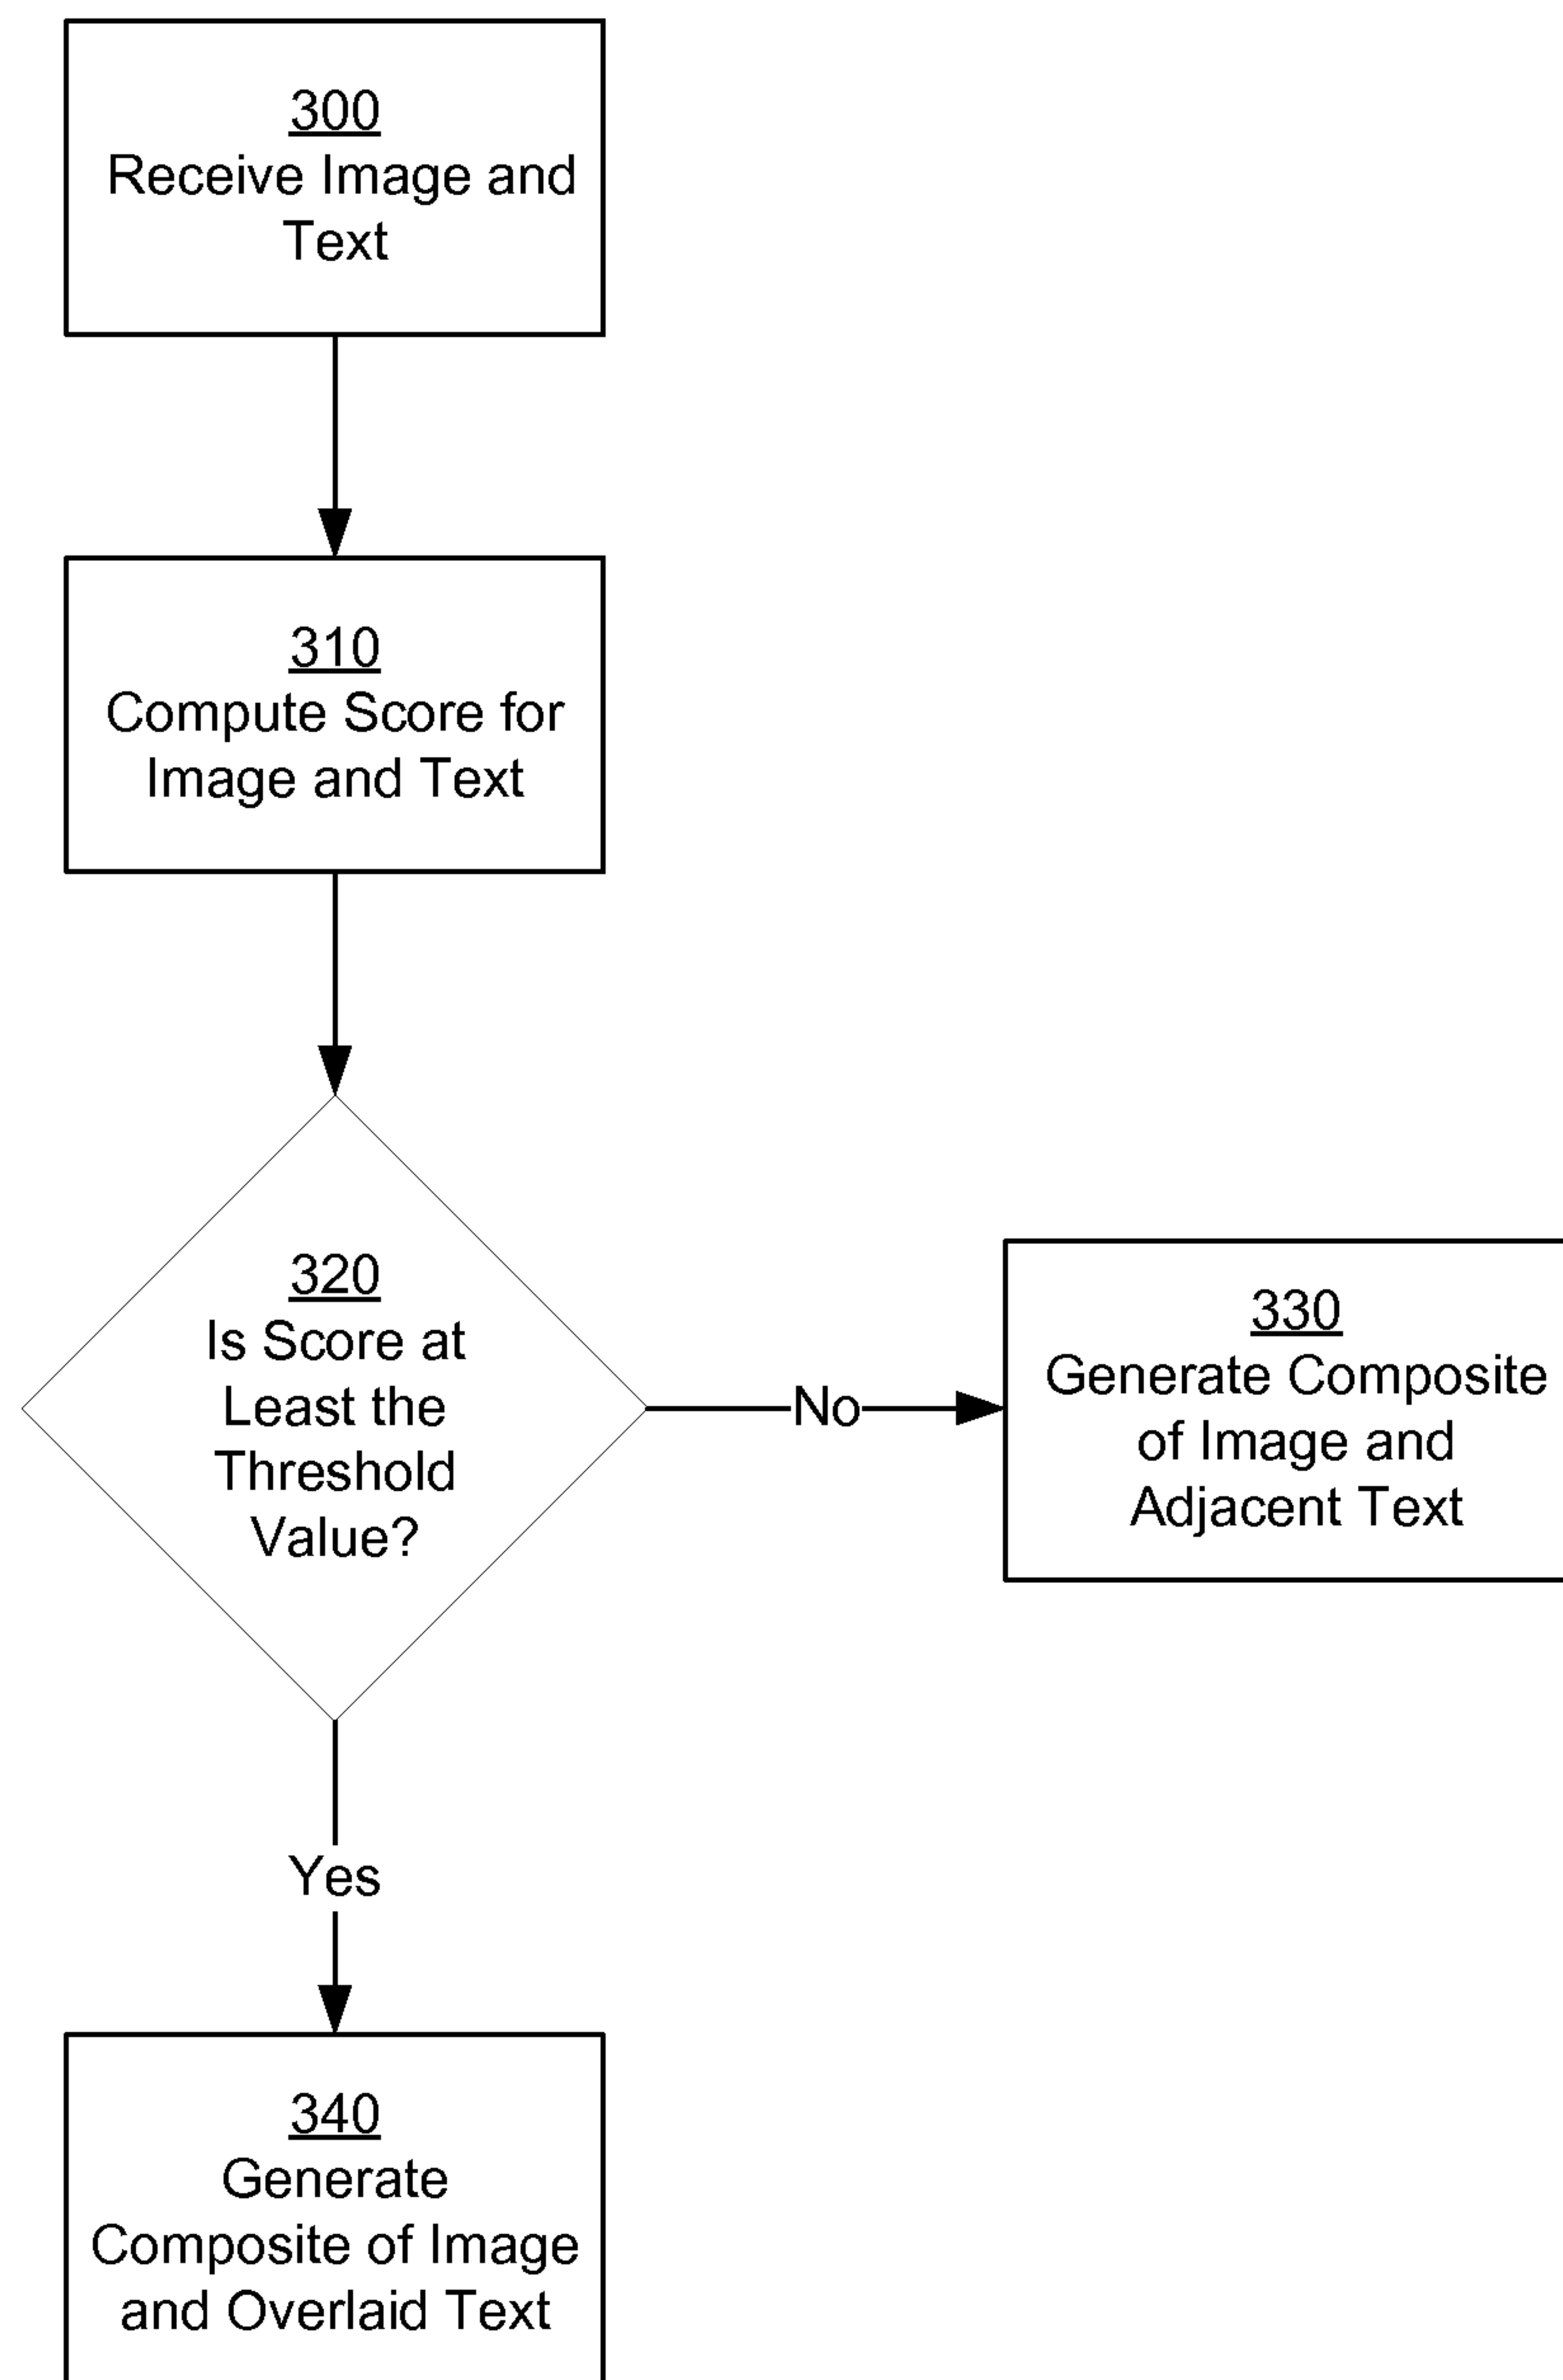 300
Receive Image and
Text
310
Compute Score for
Image and Text
320
Is Score at
Least the
Threshold
Value?
No
330
Generate Composite
of Image and
Adjacent Text
Yes
340
Generate
Composite of Image
and Overlaid Text